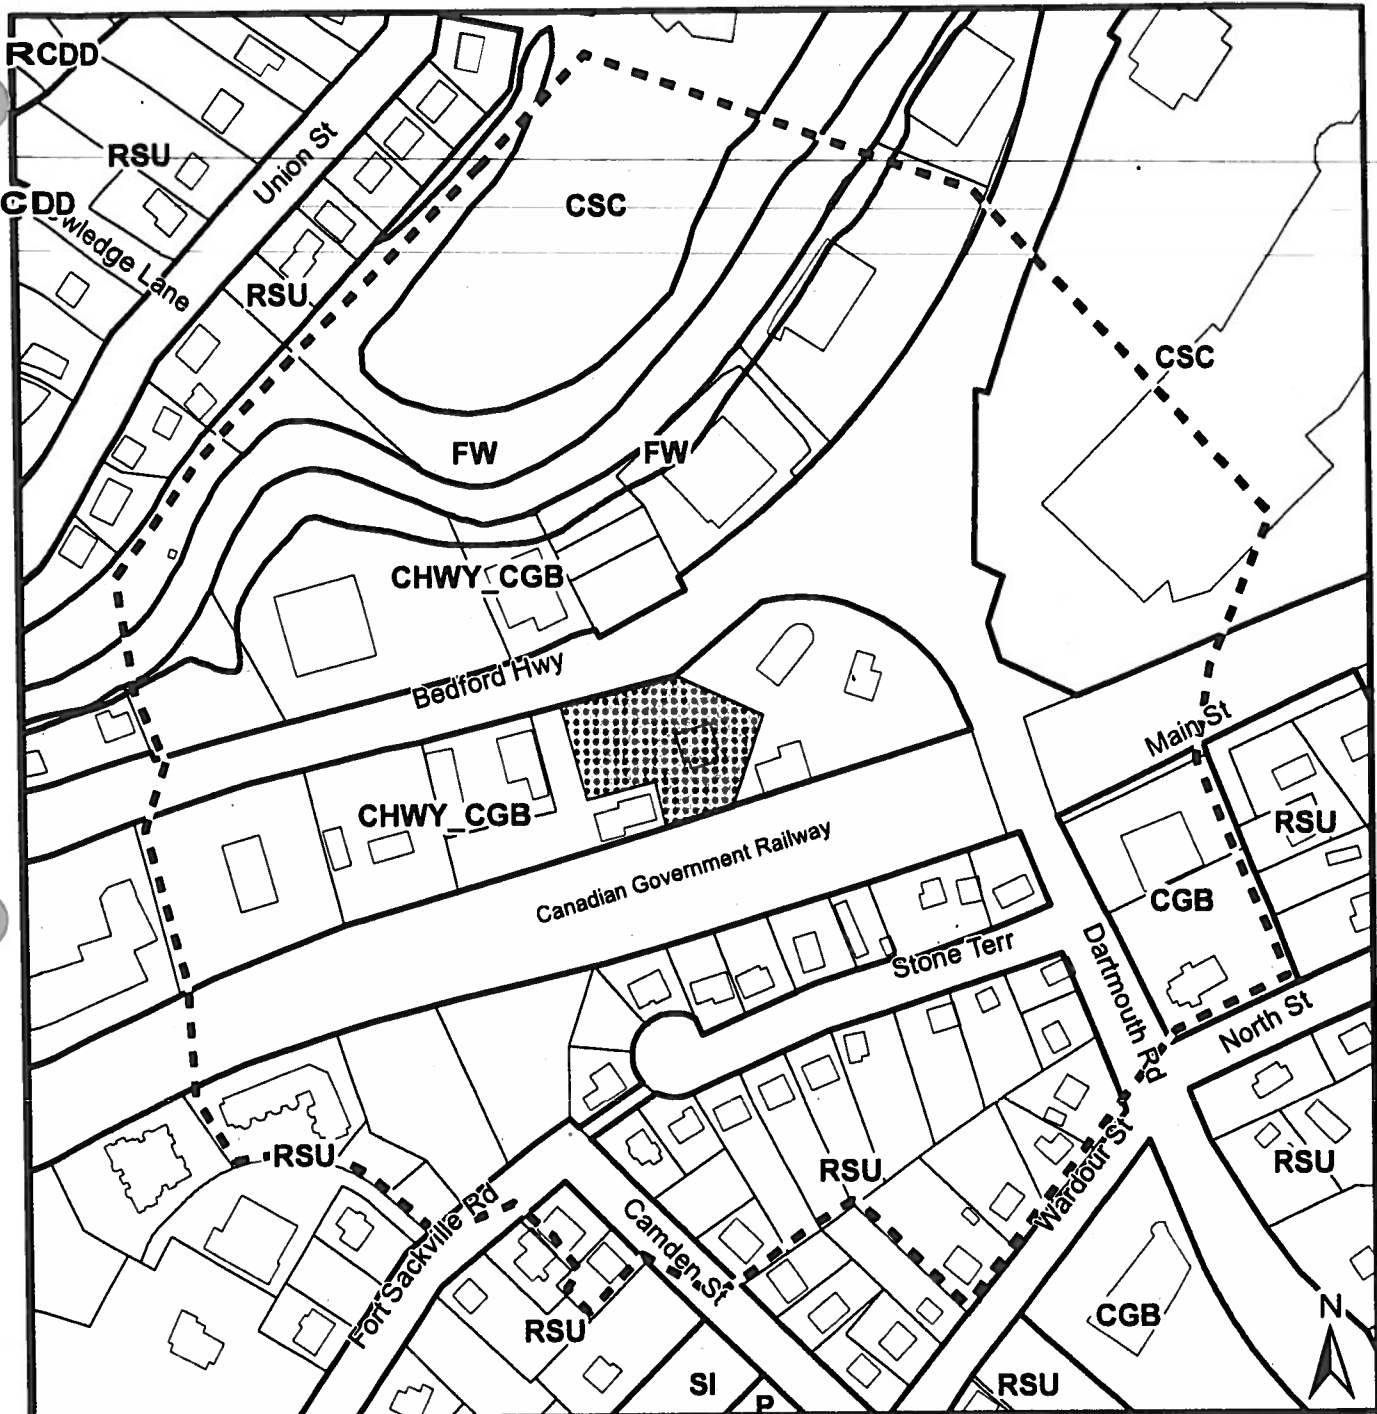 RCDD
RSU
Union St
CDD
wledge Lane
RSU
CSC
CSC
FW
FW
CHWY_CGB
Bedford Hwy
Main St
CHWY_CGB
Canadian Government Railway
RSU
CGB
Stone Terr
Dartmouth Rd
North St
RSU
RSU
Wardour St
RSU
Fort Sackville Rd
Camden St
RSU
CGB
N
SI
P
RSU